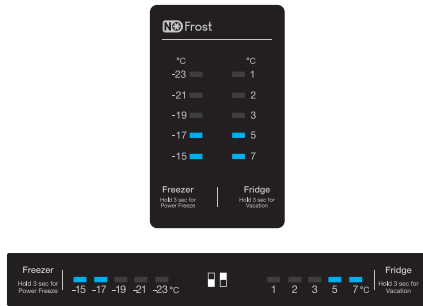 NO Frost
°C °C
-23 1
-21 2
-19 3
-17 5
-15 7
Freezer Fridge
Hold 3 sec for Hold 3 sec for
Power Freeze Vacation
Freezer Fridge
Hold 3 sec for Hold 3 sec for
Power Freeze -15 -17 -19 -21 -23 °C 1 2 3 5 7°C Vacation